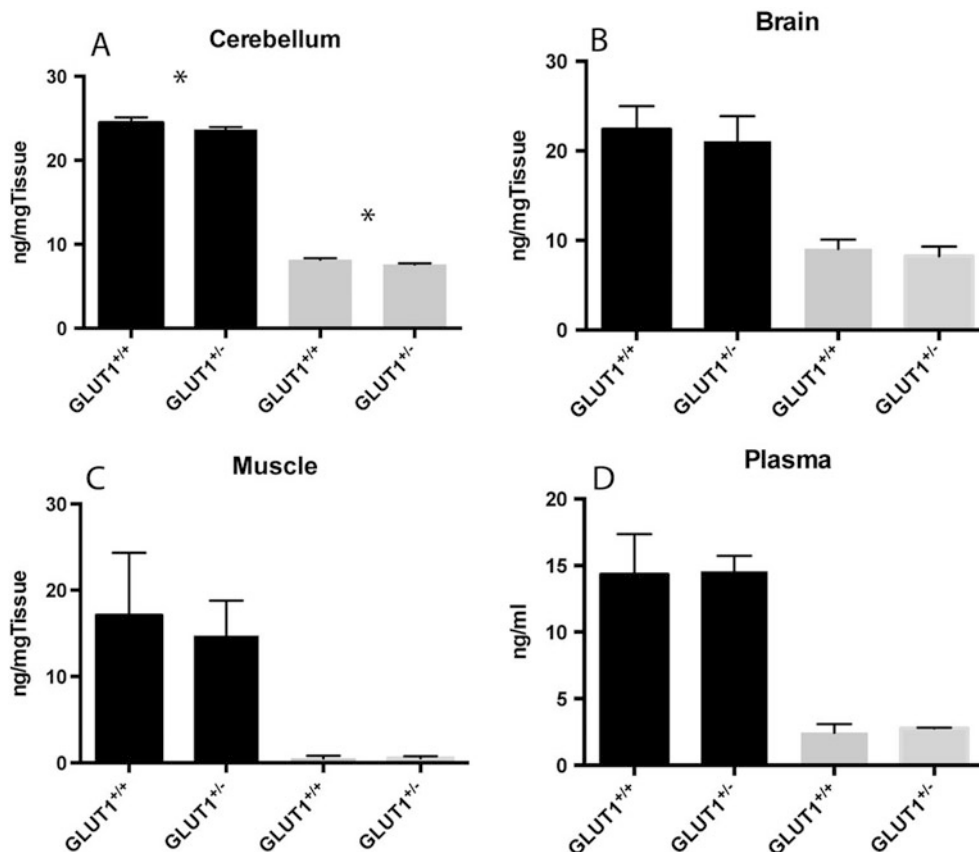 A
Cerebellum
*
*
ng/mgTissue
30
20
10
0
GLUT1+/+
GLUT1+/-
GLUT1+/+
GLUT1+/-
B
Brain
ng/mgTissue
30
20
10
0
GLUT1+/+
GLUT1+/-
GLUT1+/+
GLUT1+/-
C
Muscle
ng/mgTissue
30
20
10
0
GLUT1+/+
GLUT1+/-
GLUT1+/+
GLUT1+/-
D
Plasma
ng/ml
20
15
10
5
0
GLUT1+/+
GLUT1+/-
GLUT1+/+
GLUT1+/-